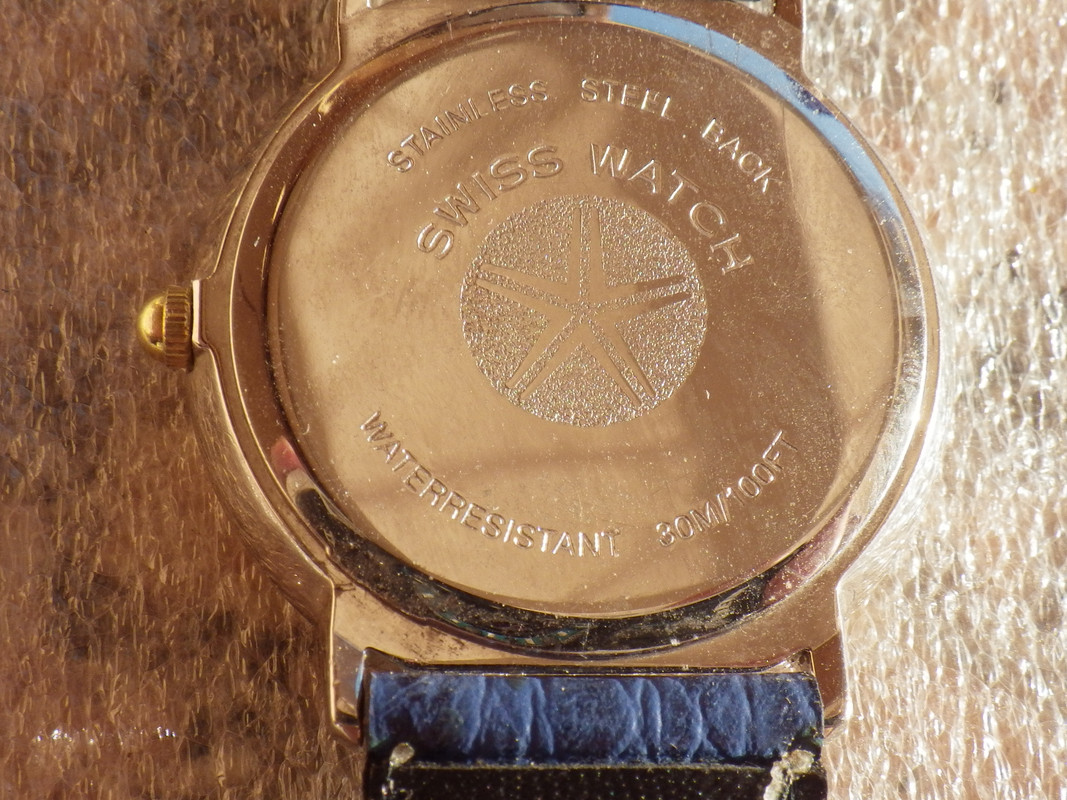 STAINLESS STEEL BACK
SWISS WATCH
WATERRESISTANT 30M/100FT